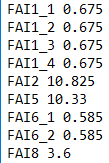 FAI1_1 0.675
FAI1_2 0.675
FAI1_3 0.675
FAI1_4 0.675
FAI2 10.825
FAI5 10.33
FAI6_1 0.585
FAI6_2 0.585
FAI8 3.6